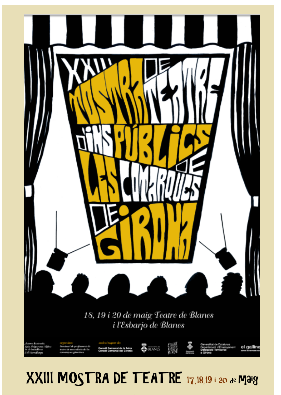 XXIII
MOSTRA DE TEATRE
D'INS PÚBLICS
DE
LES COMARQUES
DE
GIRONA
18, 19 i 20 de maig Teatre de Blanes
i l'Esbarjo de Blanes
XXIII MOSTRA DE TEATRE 17,18,19 i 20 de Maig